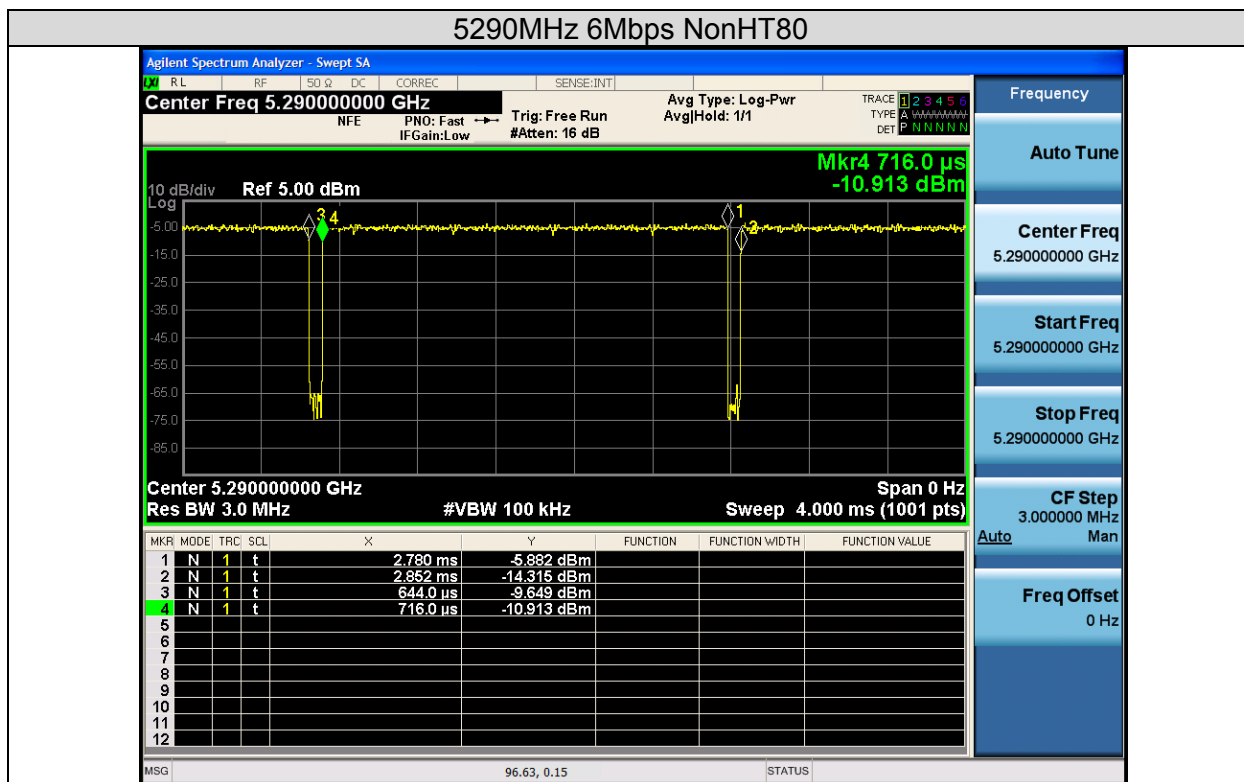 5290MHz 6Mbps NonHT80
Agilent Spectrum Analyzer - Swept SA
LXI RL RF 50 Ω DC CORREC SENSE:INT
Center Freq 5.290000000 GHz
NFE
PNO: Fast
IFGain:Low
Trig: Free Run
#Atten: 16 dB
Avg Type: Log-Pwr
Avg|Hold: 1/1
TRACE 1 2 3 4 5 6
TYPE A WWWWW
DET P N N N N N
Mkr4 716.0 µs
-10.913 dBm
10 dB/div Ref 5.00 dBm
Log
3 4 1 2
-5.00
-15.0
-25.0
-35.0
-45.0
-55.0
-65.0
-75.0
-85.0
Center 5.290000000 GHz Span 0 Hz
Res BW 3.0 MHz #VBW 100 kHz Sweep 4.000 ms (1001 pts)
MKR MODE TRC SCL X Y FUNCTION FUNCTION WIDTH FUNCTION VALUE
1 N 1 t 2.780 ms -5.882 dBm
2 N 1 t 2.852 ms -14.315 dBm
3 N 1 t 644.0 µs -9.649 dBm
4 N 1 t 716.0 µs -10.913 dBm
5
6
7
8
9
10
11
12
MSG 96.63, 0.15 STATUS
Frequency
Auto Tune
Center Freq
5.290000000 GHz
Start Freq
5.290000000 GHz
Stop Freq
5.290000000 GHz
CF Step
3.000000 MHz
Auto Man
Freq Offset
0 Hz